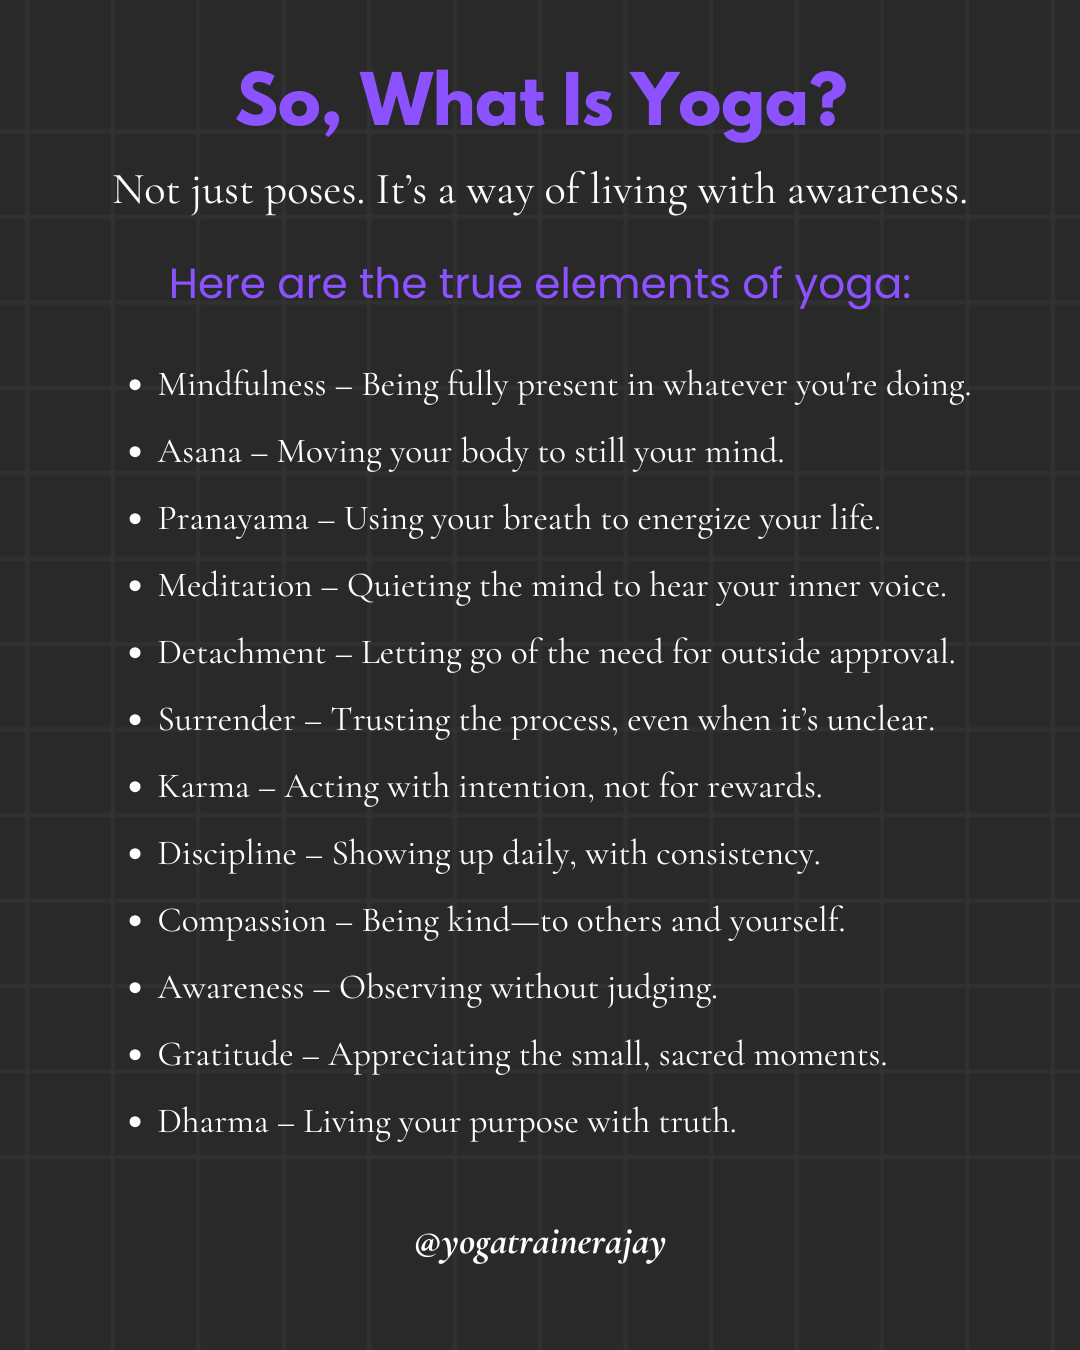 So, What Is Yoga?
Not just poses. It’s a way of living with awareness.
Here are the true elements of yoga:
• Mindfulness – Being fully present in whatever you're doing.
• Asana – Moving your body to still your mind.
• Pranayama – Using your breath to energize your life.
• Meditation – Quieting the mind to hear your inner voice.
• Detachment – Letting go of the need for outside approval.
• Surrender – Trusting the process, even when it’s unclear.
• Karma – Acting with intention, not for rewards.
• Discipline – Showing up daily, with consistency.
• Compassion – Being kind—to others and yourself.
• Awareness – Observing without judging.
• Gratitude – Appreciating the small, sacred moments.
• Dharma – Living your purpose with truth.
@yogatrainerajay